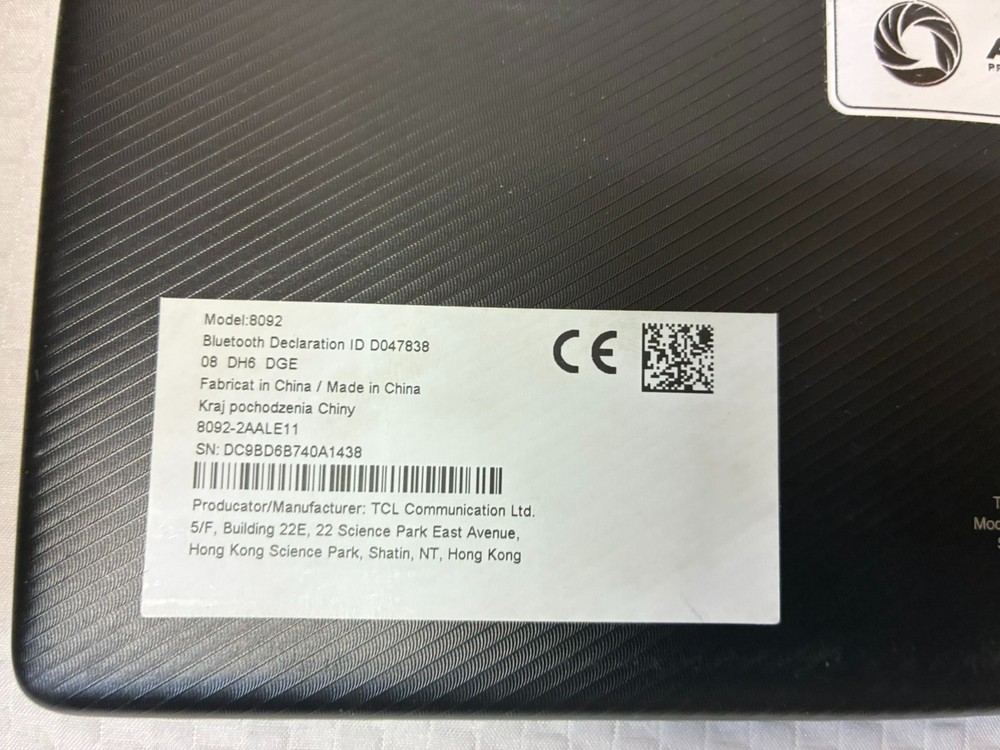 Model:8092
Bluetooth Declaration ID D047838
08 DH6 DGE
Fabricat in China / Made in China
Kraj pochodzenia Chiny
8092-2AALE11
SN: DC9BD6B740A1438
Producator/Manufacturer: TCL Communication Ltd.
5/F, Building 22E, 22 Science Park East Avenue,
Hong Kong Science Park, Shatin, NT, Hong Kong
CE